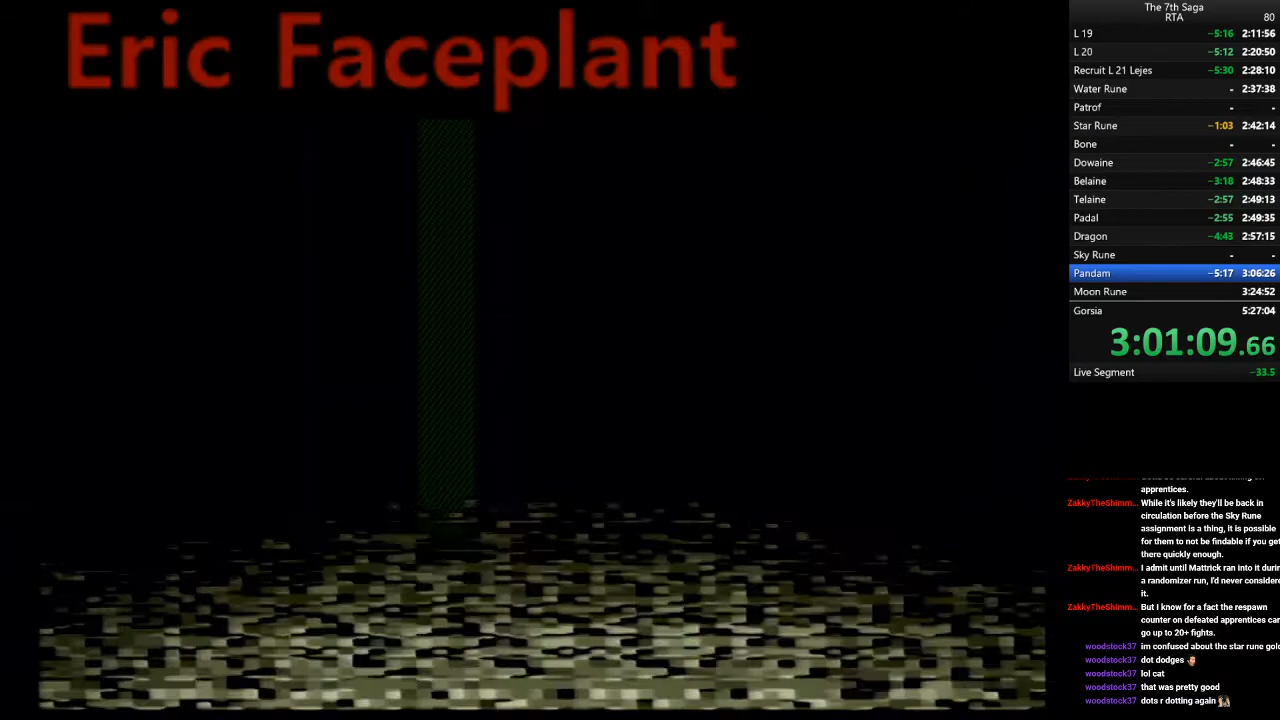 Eric Faceplant
The 7th Saga
RTA 80
L 19 −5:16 2:11:56
L 20 −5:12 2:20:50
Recruit L 21 Lejes −5:30 2:28:10
Water Rune - 2:37:38
Patrof - -
Star Rune −1:03 2:42:14
Bone - -
Dowaine −2:57 2:46:45
Belaine −3:18 2:48:33
Telaine −2:57 2:49:13
Padal −2:55 2:49:35
Dragon −4:43 2:57:15
Sky Rune - -
Pandam −5:17 3:06:26
Moon Rune 3:24:52
Gorsia 5:27:04
3:01:09.66
Live Segment −33.5
apprentices.
ZakkyTheShimm... While it's likely they'll be back in
circulation before the Sky Rune
assignment is a thing, it is possible
for them to not be findable if you get
there quickly enough.
ZakkyTheShimm... I admit until Mattrick ran into it durin
a randomizer run, I'd never consider
it.
ZakkyTheShimm... But I know for a fact the respawn
counter on defeated apprentices can
go up to 20+ fights.
woodstock37 im confused about the star rune gold
woodstock37 dot dodges
woodstock37 lol cat
woodstock37 that was pretty good
woodstock37 dots r dotting again